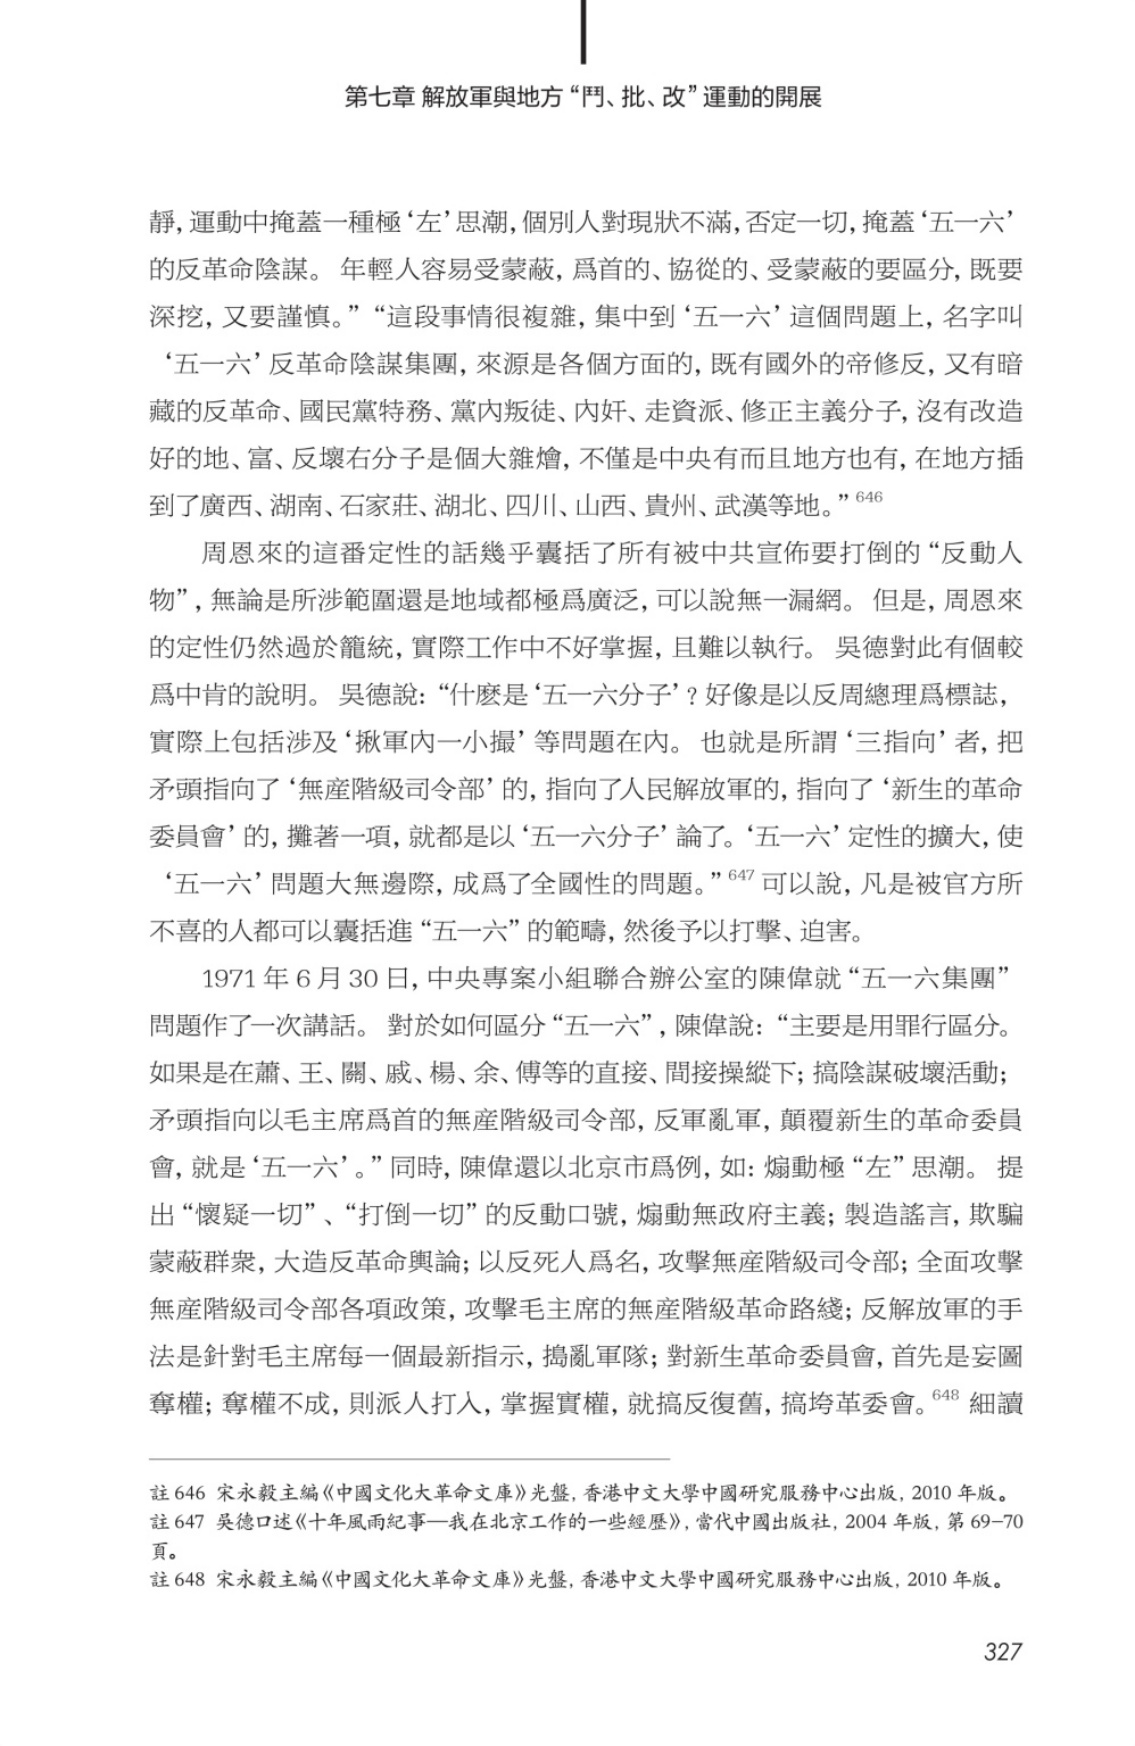 第七章 解放軍與地方“鬥、批、改”運動的開展
靜，運動中掩蓋一種極‘左’思潮，個別人對現狀不滿，否定一切，掩蓋‘五一六’
的反革命陰謀。年輕人容易受蒙蔽，爲首的、協從的、受蒙蔽的要區分，既要
深挖，又要謹慎。”“這段事情很複雜，集中到‘五一六’這個問題上，名字叫
‘五一六’反革命陰謀集團，來源是各個方面的，既有國外的帝修反，又有暗
藏的反革命、國民黨特務、黨內叛徒、內奸、走資派、修正主義分子，沒有改造
好的地、富、反壞右分子是個大雜燴，不僅是中央有而且地方也有，在地方插
到了廣西、湖南、石家莊、湖北、四川、山西、貴州、武漢等地。”646
周恩來的這番定性的話幾乎囊括了所有被中共宣佈要打倒的“反動人
物”，無論是所涉範圍還是地域都極爲廣泛，可以說無一漏網。但是，周恩來
的定性仍然過於籠統，實際工作中不好掌握，且難以執行。吳德對此有個較
爲中肯的說明。吳德說：“什麽是‘五一六分子’？好像是以反周總理爲標誌，
實際上包括涉及‘揪軍內一小撮’等問題在內。也就是所謂‘三指向’者，把
矛頭指向了‘無産階級司令部’的，指向了人民解放軍的，指向了‘新生的革命
委員會’的，攤著一項，就都是以‘五一六分子’論了。‘五一六’定性的擴大，使
‘五一六’問題大無邊際，成爲了全國性的問題。”647可以說，凡是被官方所
不喜的人都可以囊括進“五一六”的範疇，然後予以打擊、迫害。
1971年6月30日，中央專案小組聯合辦公室的陳偉就“五一六集團”
問題作了一次講話。對於如何區分“五一六”，陳偉說：“主要是用罪行區分。
如果是在蕭、王、關、戚、楊、余、傅等的直接、間接操縱下；搞陰謀破壞活動；
矛頭指向以毛主席爲首的無産階級司令部，反軍亂軍，顛覆新生的革命委員
會，就是‘五一六’。”同時，陳偉還以北京市爲例，如：煽動極“左”思潮。提
出“懷疑一切”、“打倒一切”的反動口號，煽動無政府主義；製造謠言，欺騙
蒙蔽群衆，大造反革命輿論；以反死人爲名，攻擊無産階級司令部；全面攻擊
無産階級司令部各項政策，攻擊毛主席的無産階級革命路綫；反解放軍的手
法是針對毛主席每一個最新指示，搗亂軍隊；對新生革命委員會，首先是妄圖
奪權；奪權不成，則派人打入，掌握實權，就搞反復舊，搞垮革委會。648 細讀
註 646 宋永毅主編《中國文化大革命文庫》光盤，香港中文大學中國研究服務中心出版，2010 年版。
註 647 吳德口述《十年風雨紀事—我在北京工作的一些經歷》，當代中國出版社，2004 年版，第 69–70
頁。
註 648 宋永毅主編《中國文化大革命文庫》光盤，香港中文大學中國研究服務中心出版，2010 年版。
327